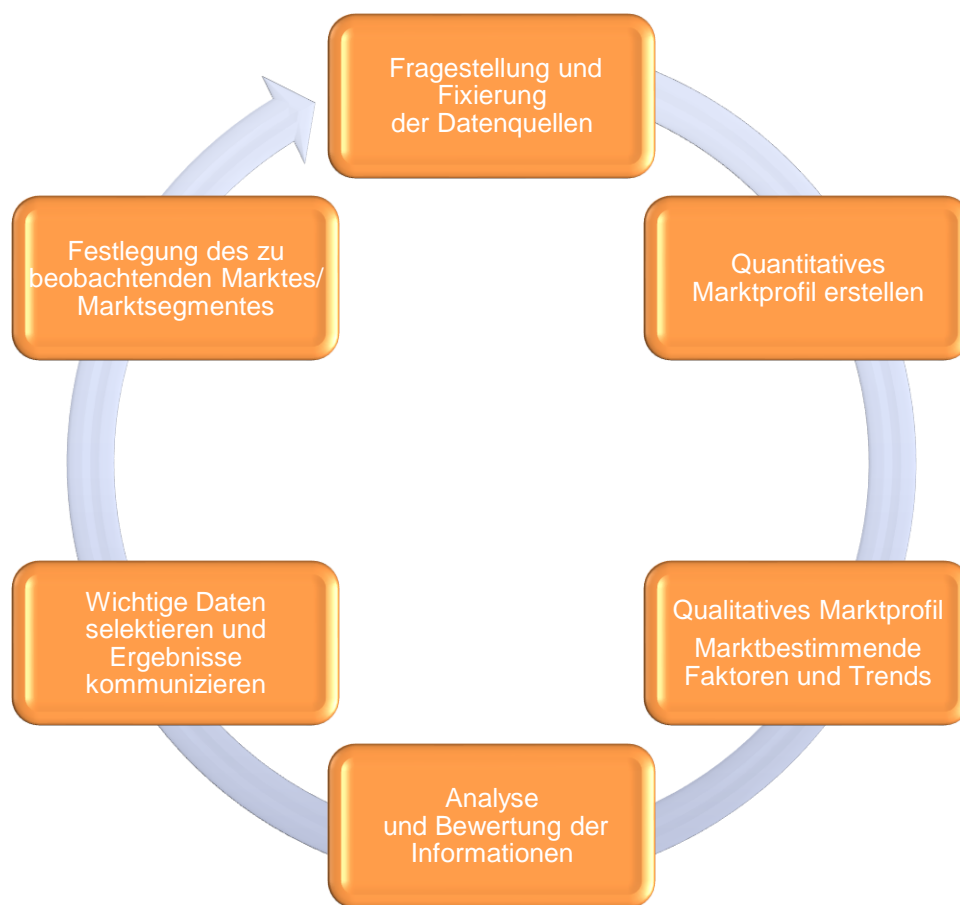 Fragestellung und
Fixierung
der Datenquellen
Quantitatives
Marktprofil erstellen
Qualitatives Marktprofil
Marktbestimmende
Faktoren und Trends
Analyse
und Bewertung der
Informationen
Wichtige Daten
selektieren und
Ergebnisse
kommunizieren
Festlegung des zu
beobachtenden Marktes/
Marktsegmentes